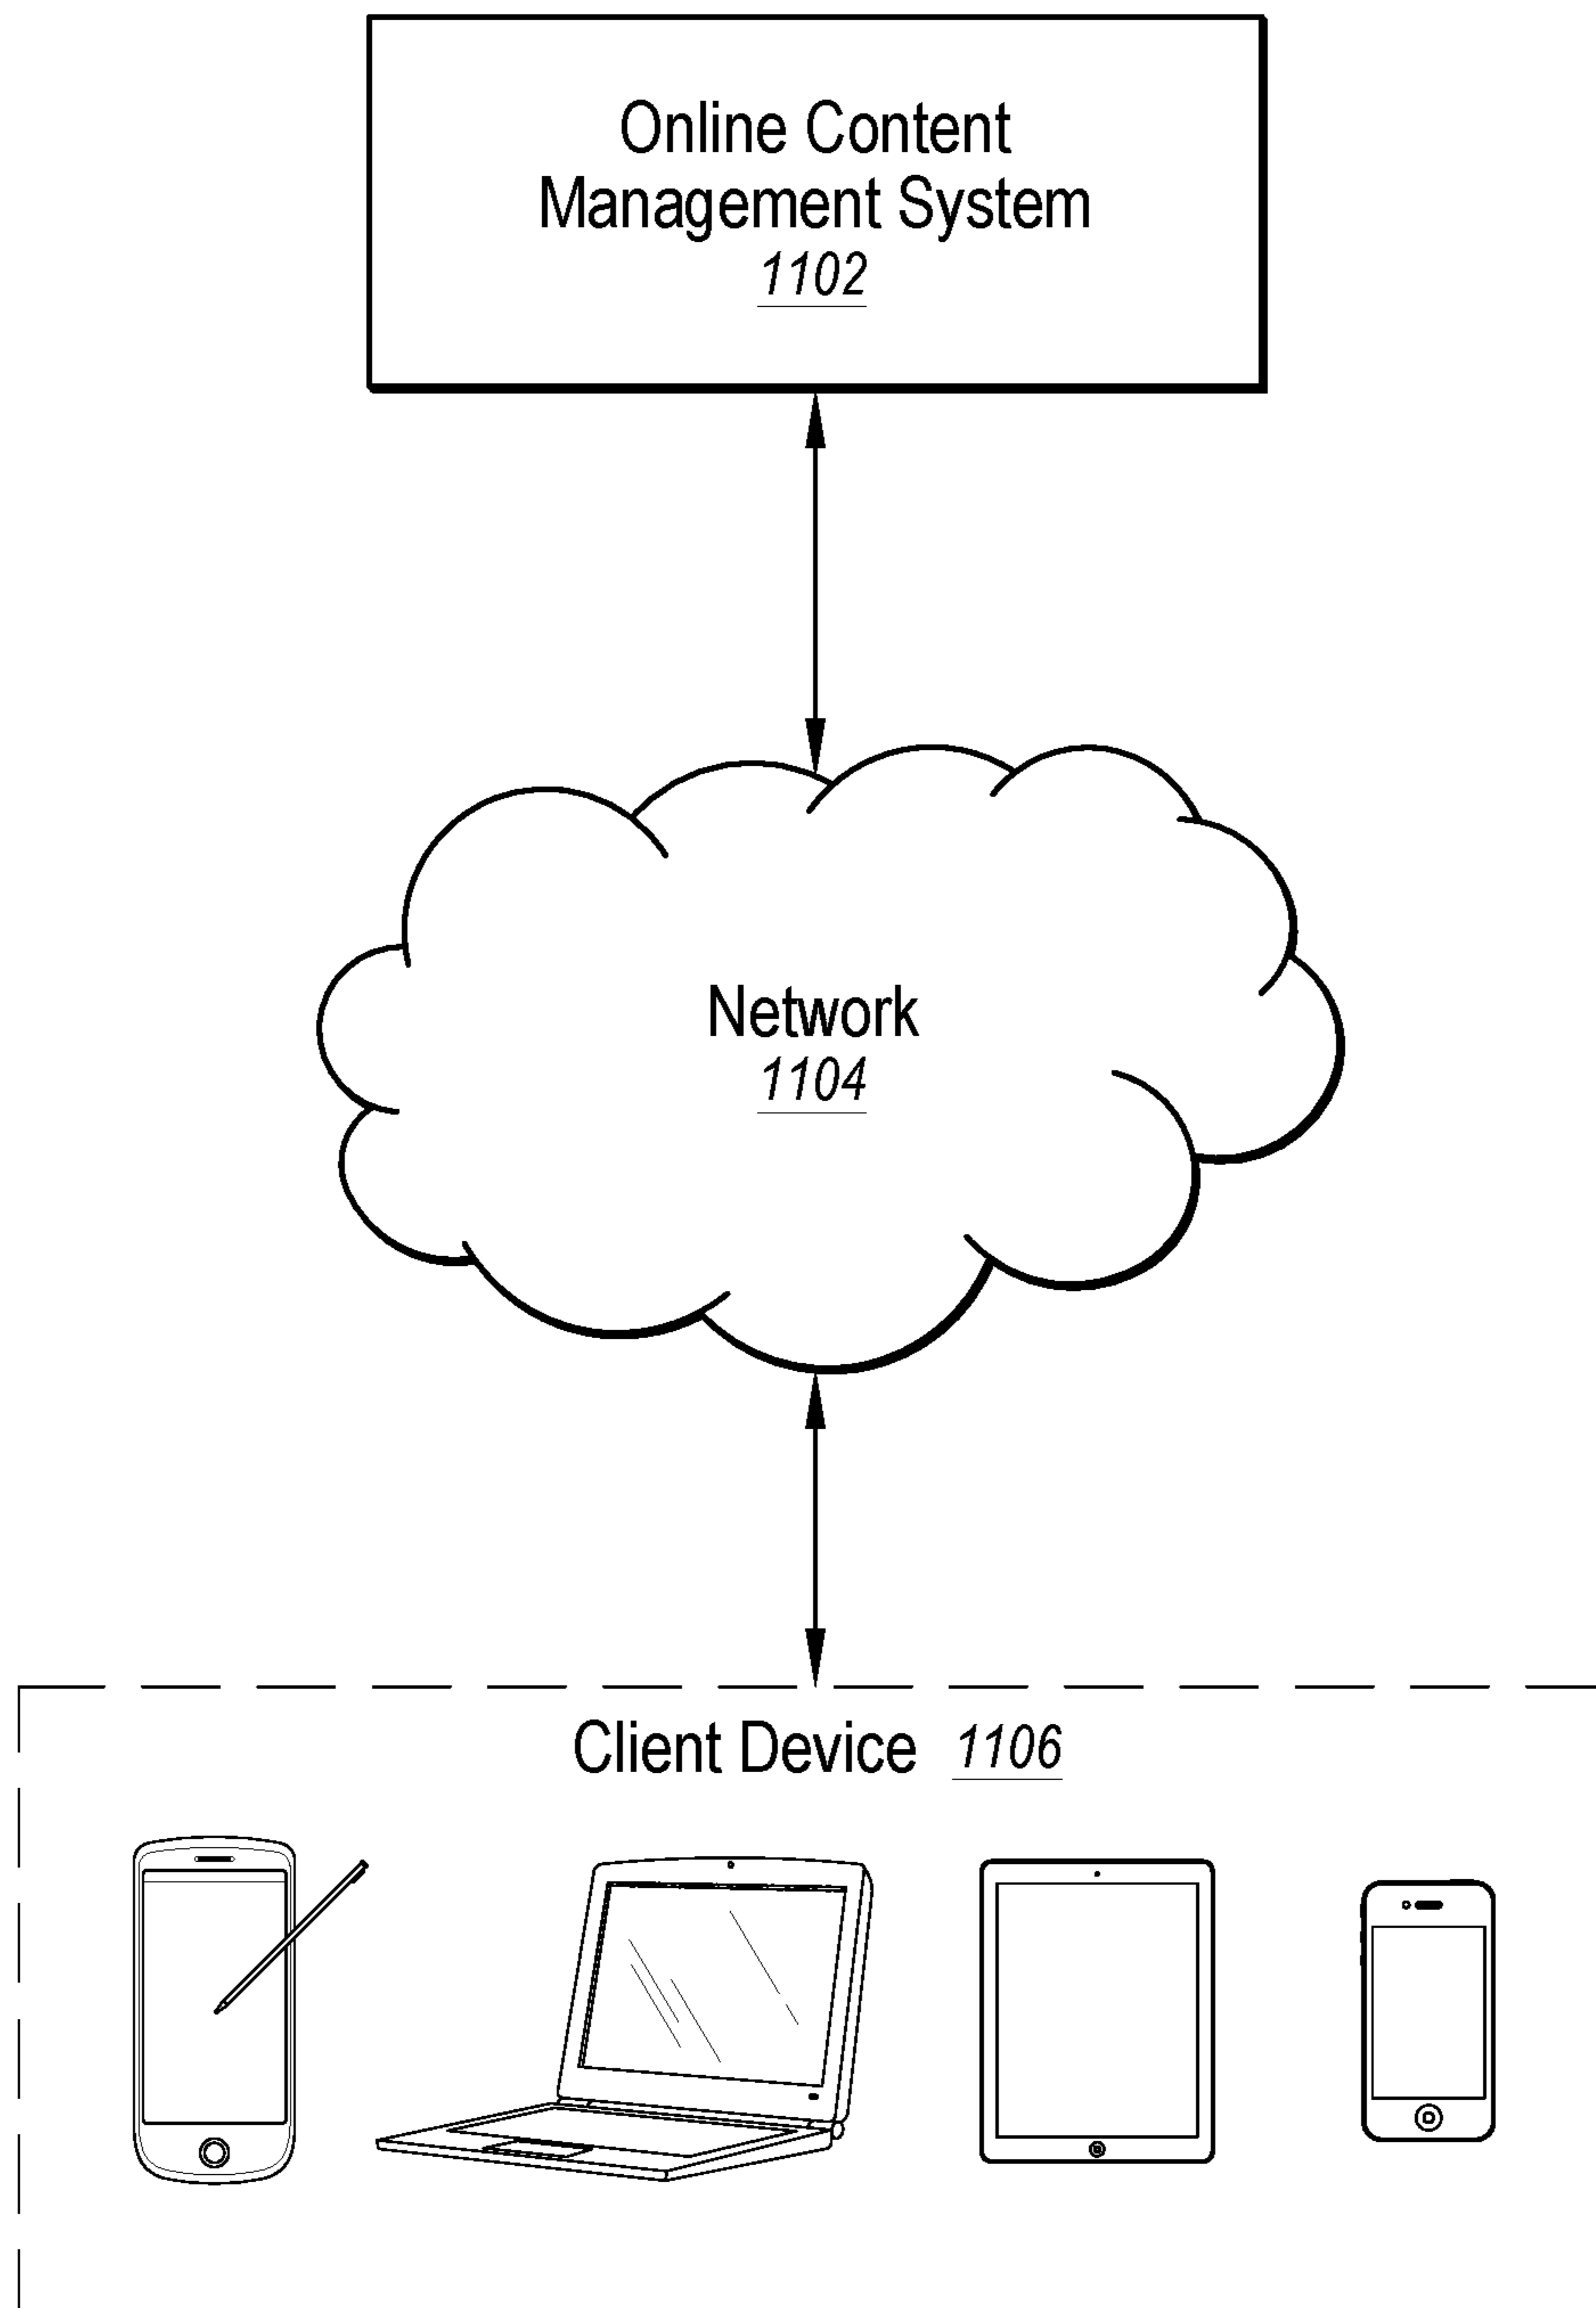 Online Content
Management System
1102
Network
1104
Client Device 1106